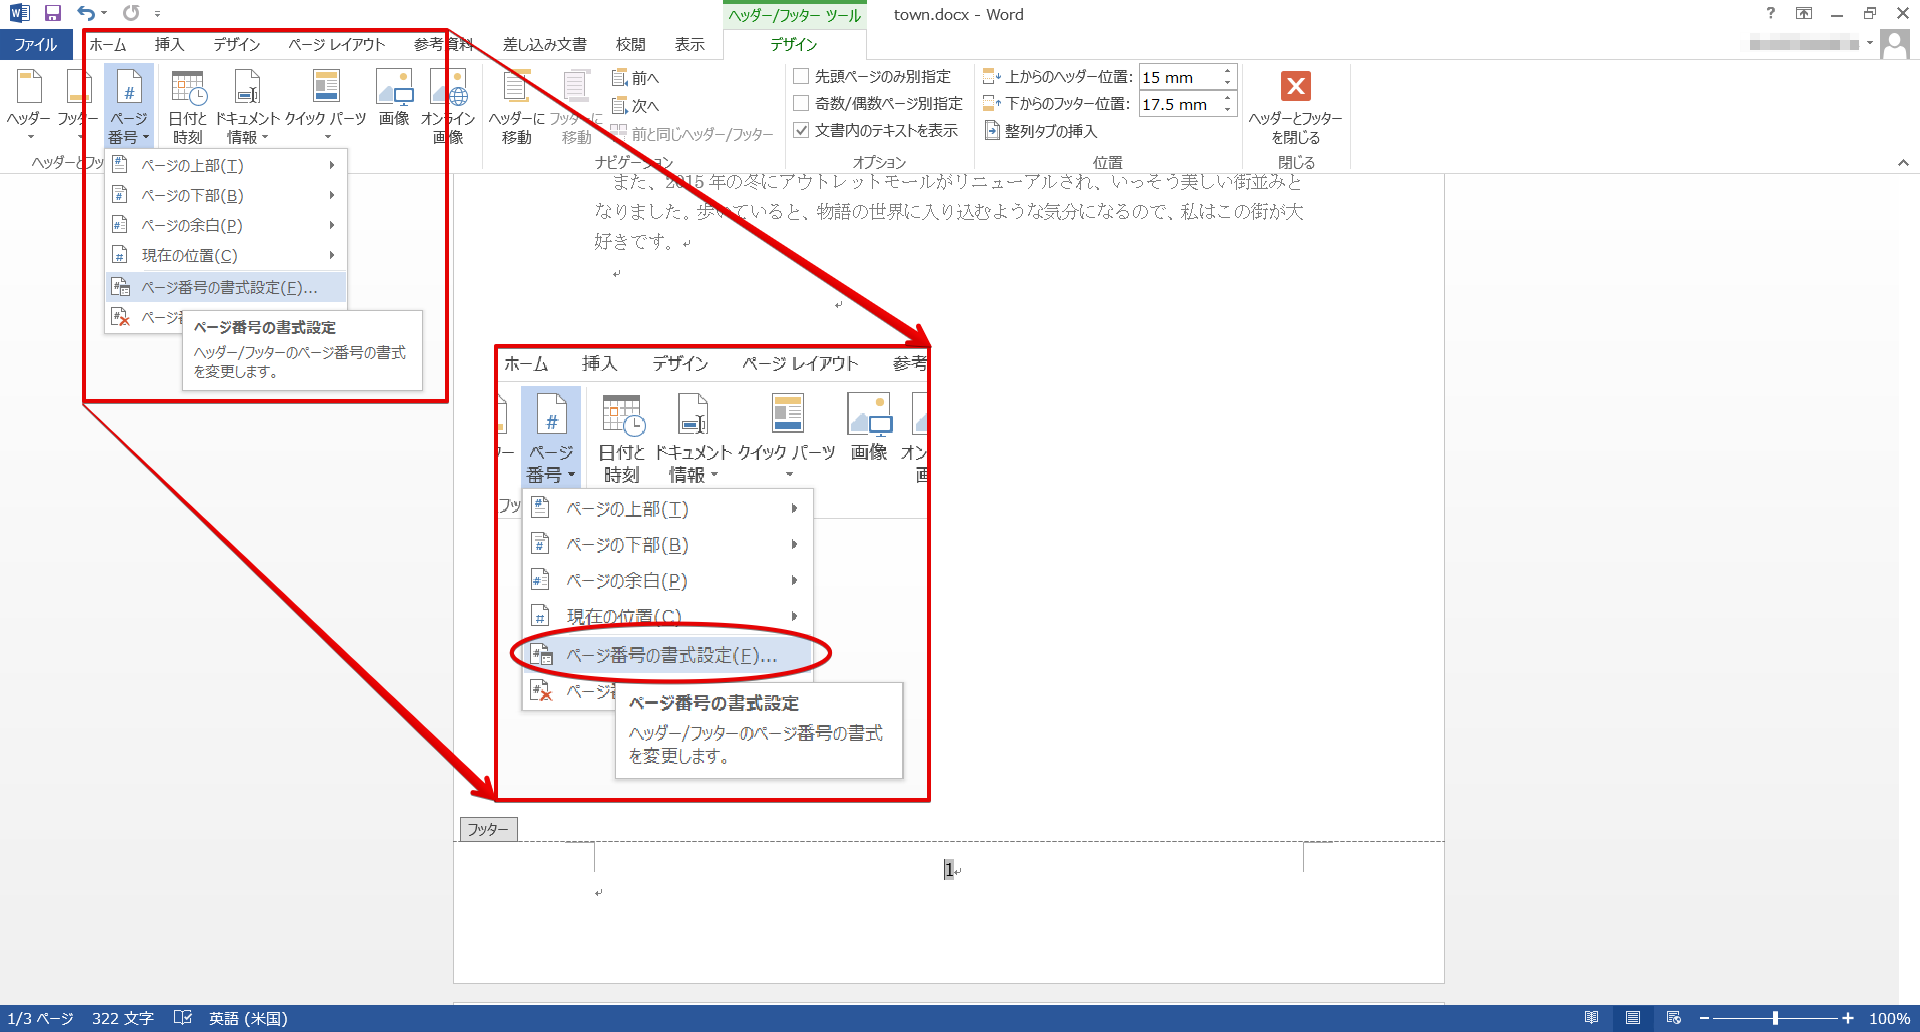 ヘッダー/フッター ツール
town.docx - Word
?
ファイル
ホーム
挿入
デザイン
ページ レイアウト
参考資料
差し込み文書
校閲
表示
デザイン
ヘッダー
フッター
ページ
番号
日付と
時刻
ドキュメント
情報
クイック パーツ
画像
オンライン
画像
ヘッダーに
移動
フッターに
移動
前へ
次へ
前と同じヘッダー/フッター
ナビゲーション
先頭ページのみ別指定
奇数/偶数ページ別指定
文書内のテキストを表示
オプション
上からのヘッダー位置: 15 mm
下からのフッター位置: 17.5 mm
整列タブの挿入
位置
ヘッダーとフッター
を閉じる
閉じる
ヘッダーとフッ
ページの上部(T)
ページの下部(B)
ページの余白(P)
現在の位置(C)
ページ番号の書式設定(F)...
ページ番
ページ番号の書式設定
ヘッダー/フッターのページ番号の書式
を変更します。
また、2015 年の冬にアウトレットモールがリニューアルされ、いっそう美しい街並みと
なりました。歩いていると、物語の世界に入り込むような気分になるので、私はこの街が大
好きです。
ホーム
挿入
デザイン
ページ レイアウト
参考
ター
ページ
番号
日付と
時刻
ドキュメント
情報
クイック パーツ
画像
オン
画
フッ
ページの上部(T)
ページの下部(B)
ページの余白(P)
現在の位置(C)
ページ番号の書式設定(F)...
ページ番
ページ番号の書式設定
ヘッダー/フッターのページ番号の書式
を変更します。
フッター
1
1/3 ページ
322 文字
英語 (米国)
100%